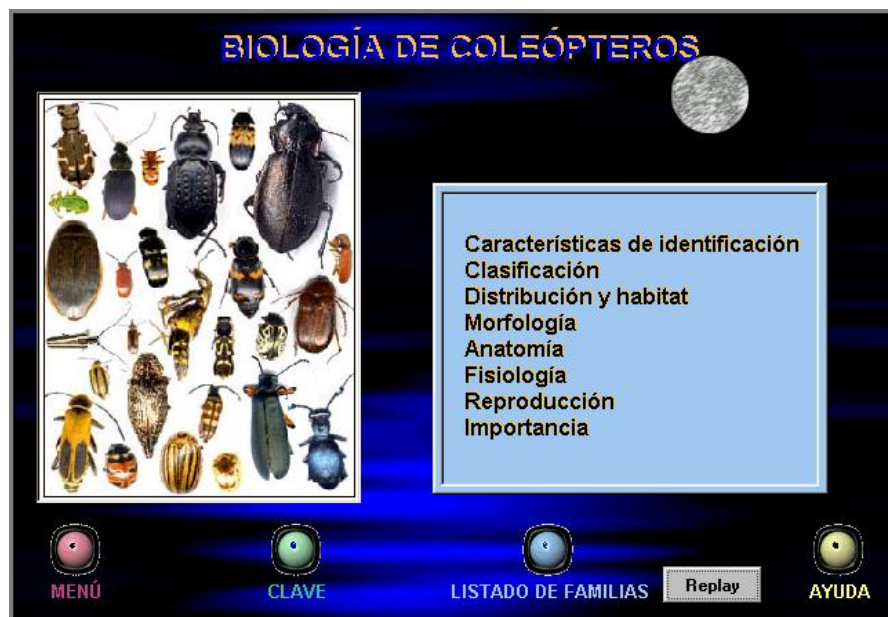 BIOLOGÍA DE COLEÓPTEROS
Características de identificación
Clasificación
Distribución y habitat
Morfología
Anatomía
Fisiología
Reproducción
Importancia
MENÚ
CLAVE
LISTADO DE FAMILIAS
Replay
AYUDA